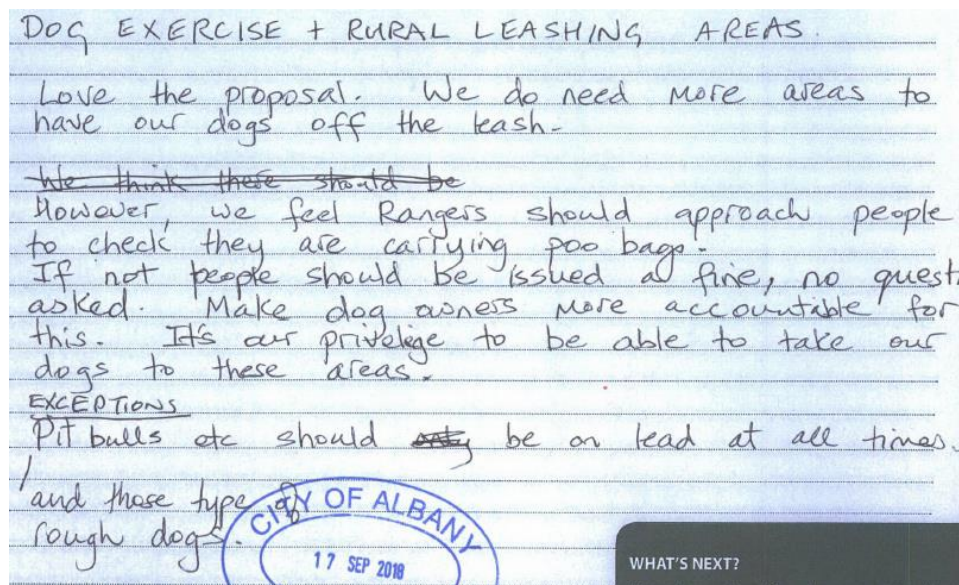 DOG EXERCISE + RURAL LEASHING AREAS.
Love the proposal. We do need more areas to
have our dogs off the leash.
We think there should be
However, we feel Rangers should approach people
to check they are carrying poo bags.
If not people should be issued a fine, no quest
asked. Make dog owners more accountable for
this. It's our privelige to be able to take our
dogs to these areas.
EXCEPTIONS
Pit bulls etc should only be on lead at all times.
and those type of
rough dogs.
CITY OF ALBANY
17 SEP 2018
WHAT'S NEXT?